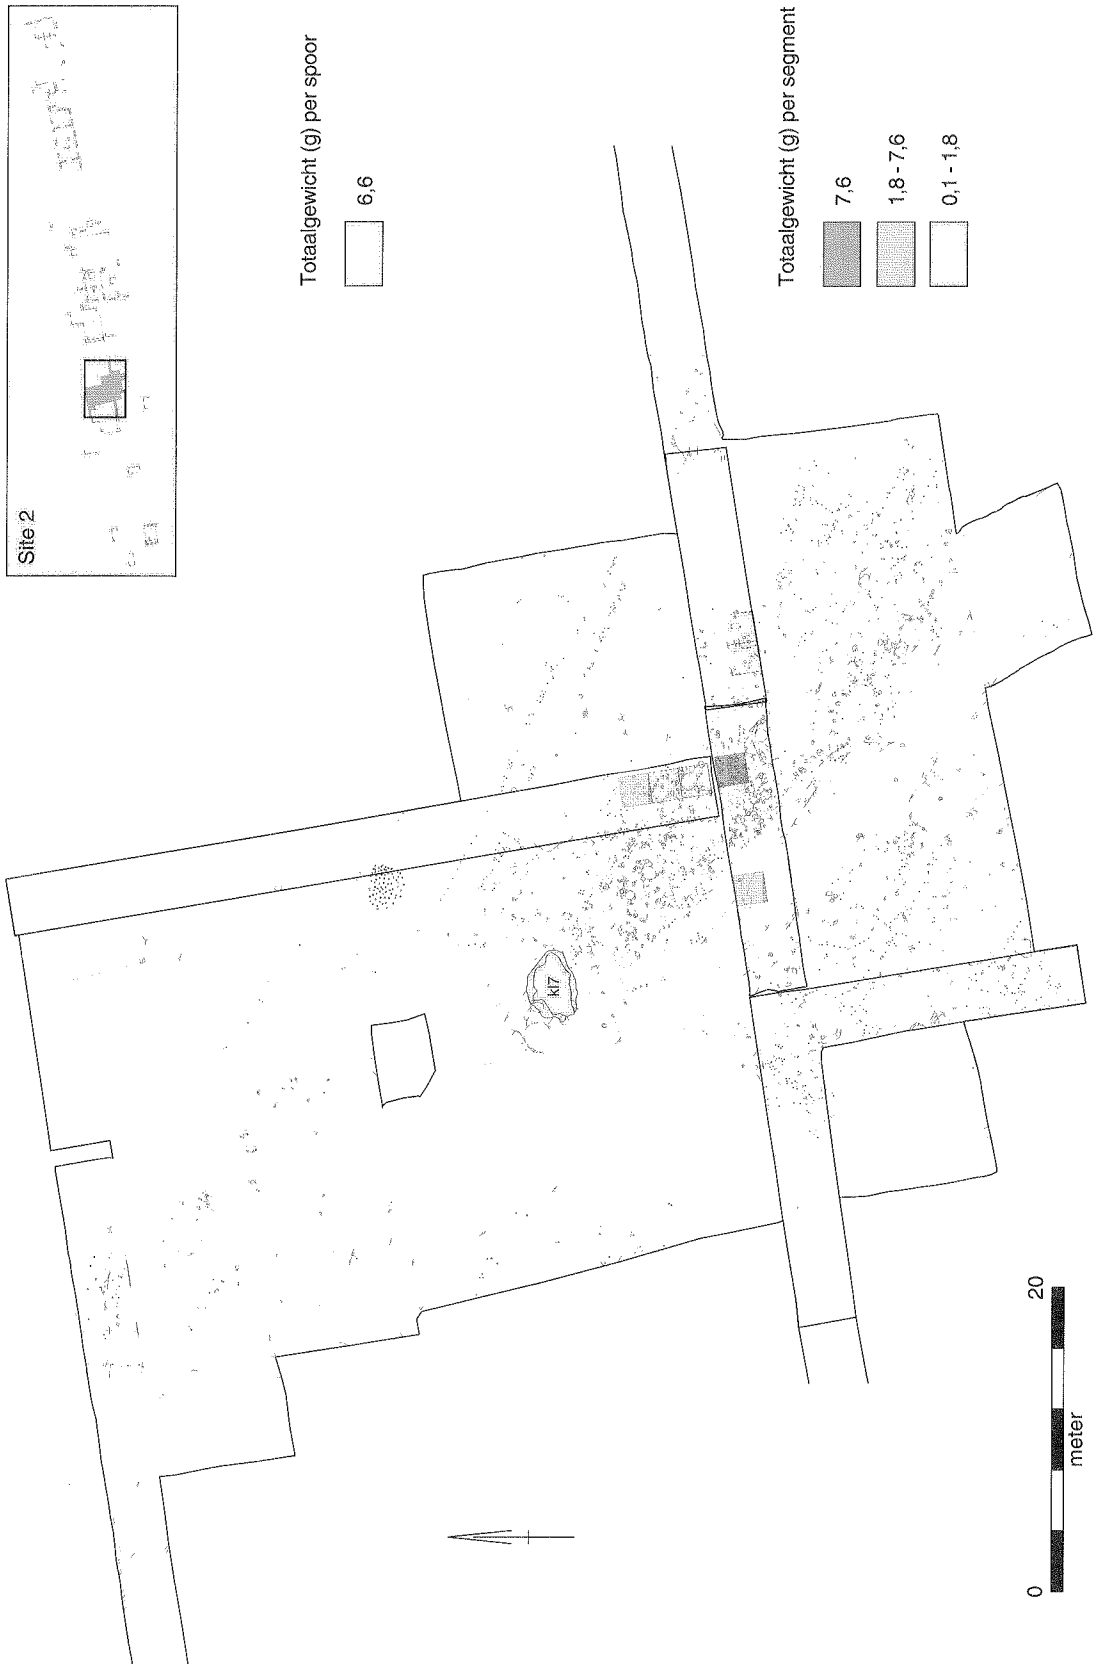 Site 2
Totaalgewicht (g) per spoor
6,6
Totaalgewicht (g) per segment
7,6
1,8 - 7,6
0,1 - 1,8
kl7
0
20
meter